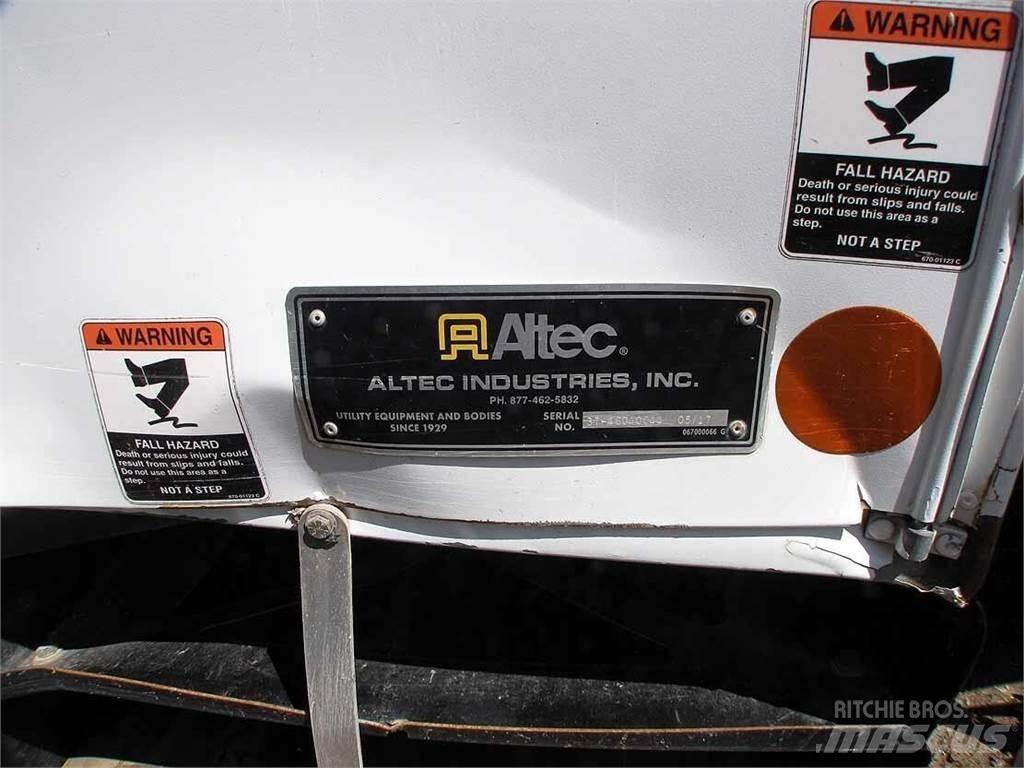 WARNING
FALL HAZARD
Death or serious injury could
result from slips and falls.
Do not use this area as a
step.
NOT A STEP
670-01123 C
Altec®
ALTEC INDUSTRIES, INC.
PH. 877-462-5832
UTILITY EQUIPMENT AND BODIES
SINCE 1929
SERIAL
NO.
05/17
067000066 G
WARNING
FALL HAZARD
Death or serious injury could
result from slips and falls.
Do not use this area as a
step.
NOT A STEP
670-01123 C
RITCHIE BROS.
MASCUS